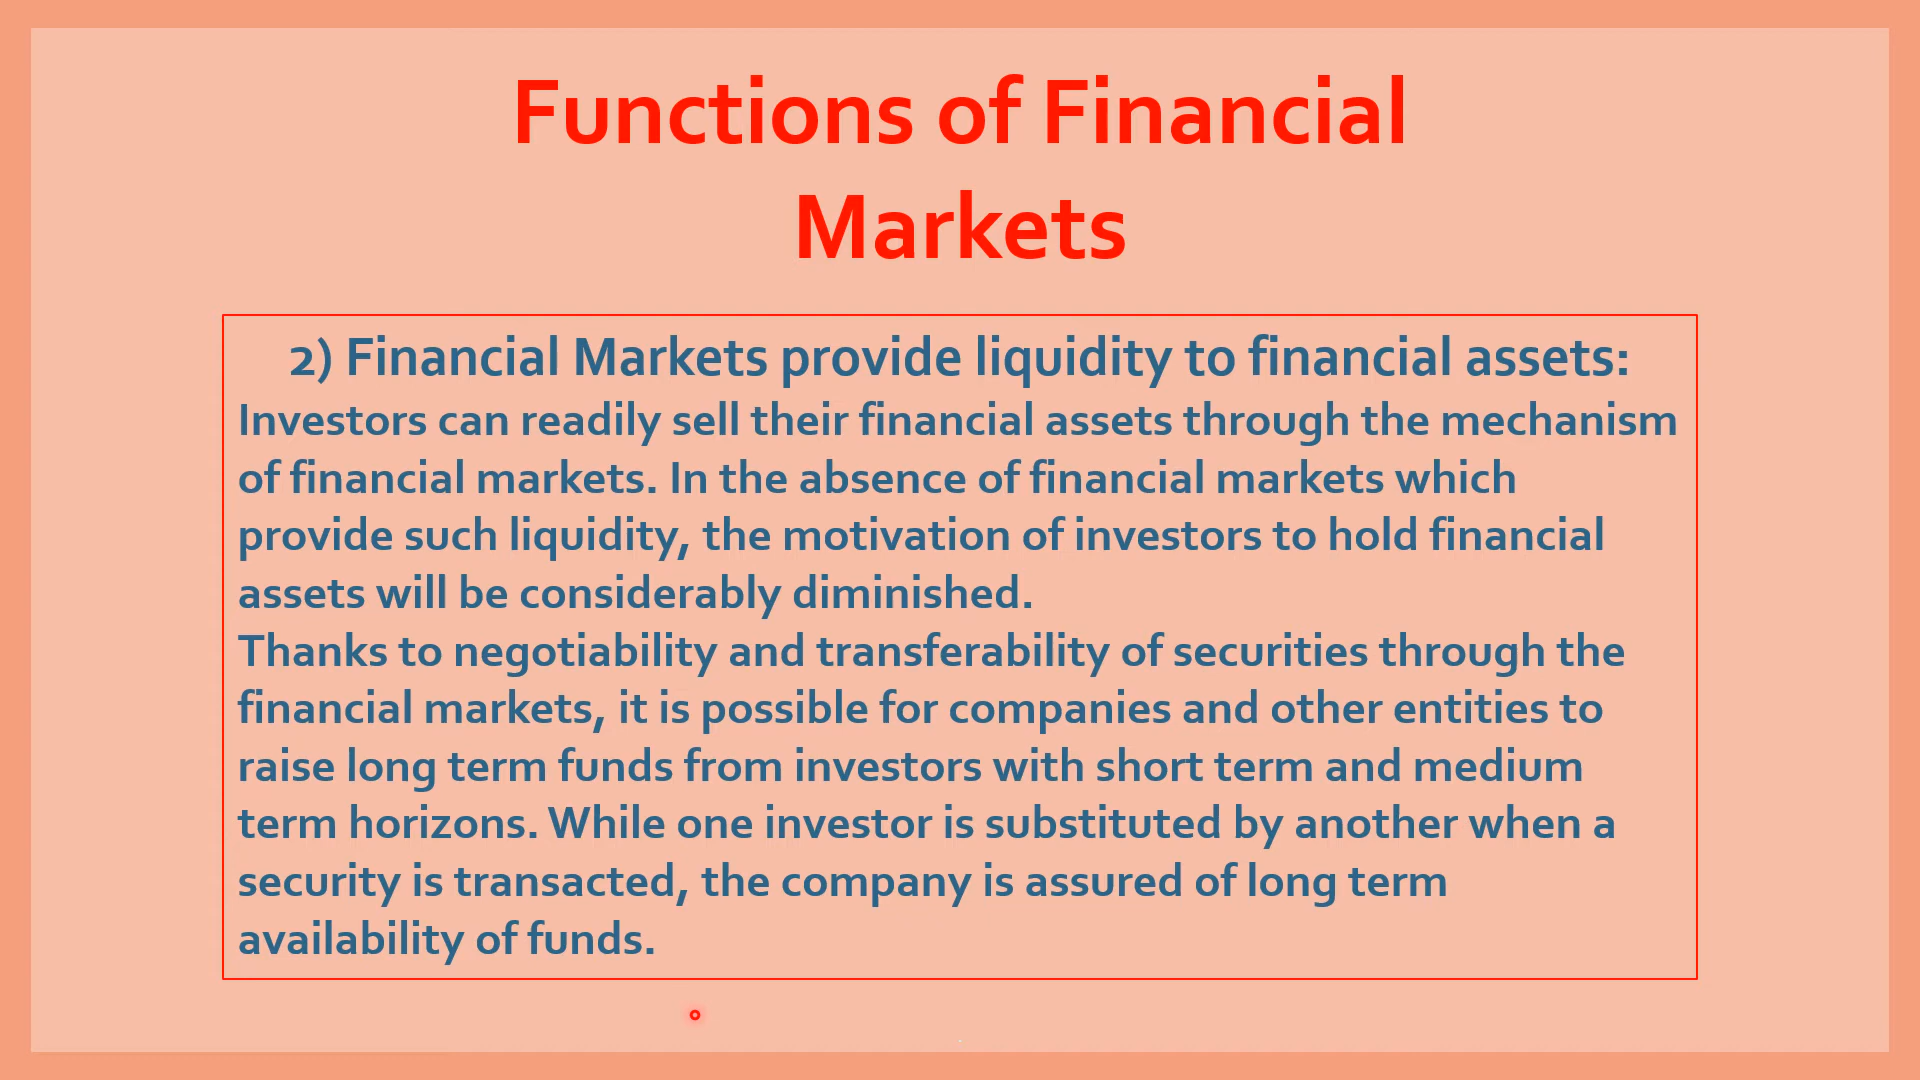 Functions of Financial
Markets
2) Financial Markets provide liquidity to financial assets:
Investors can readily sell their financial assets through the mechanism
of financial markets. In the absence of financial markets which
provide such liquidity, the motivation of investors to hold financial
assets will be considerably diminished.
Thanks to negotiability and transferability of securities through the
financial markets, it is possible for companies and other entities to
raise long term funds from investors with short term and medium
term horizons. While one investor is substituted by another when a
security is transacted, the company is assured of long term
availability of funds.